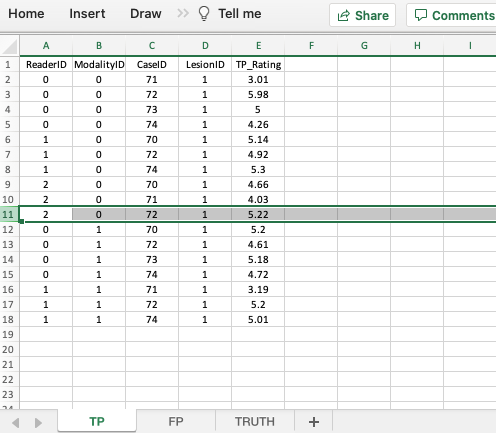 Home Insert Draw >> Tell me Share Comments
A B C D E F G H I
1 ReaderID ModalityID CaseID LesionID TP_Rating
2 0 0 71 1 3.01
3 0 0 72 1 5.98
4 0 0 73 1 5
5 0 0 74 1 4.26
6 1 0 70 1 5.14
7 1 0 72 1 4.92
8 1 0 74 1 5.3
9 2 0 70 1 4.66
10 2 0 71 1 4.03
11 2 0 72 1 5.22
12 0 1 70 1 5.2
13 0 1 72 1 4.61
14 0 1 73 1 5.18
15 0 1 74 1 4.72
16 1 1 71 1 3.19
17 1 1 72 1 5.2
18 1 1 74 1 5.01
19
20
21
22
23
24
TP FP TRUTH +